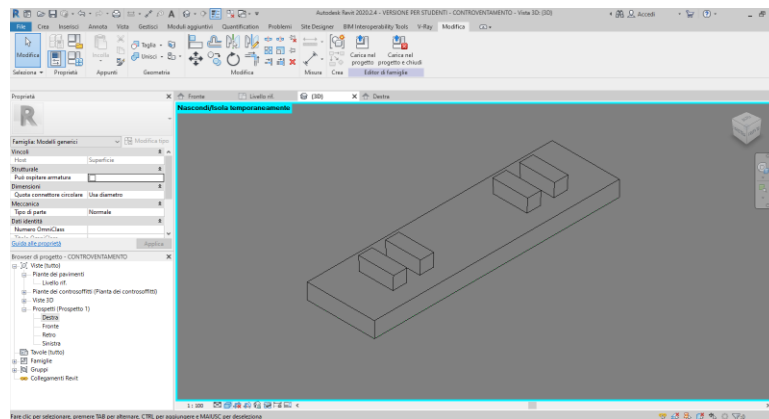 Autodesk Revit 2020.2.4 - VERSIONE PER STUDENTI - CONTROVENTAMENTO - Vista 3D: {3D}
Accedi
File Crea Inserisci Annota Vista Gestisci Moduli aggiuntivi Quantification Problemi Site Designer BIM Interoperability Tools V-Ray Modifica
Modifica
Incolla
Taglia
Unisci
Carica nel progetto
Carica nel progetto e chiudi
Seleziona Proprietà Appunti Geometria Modifica Misura Crea Editor di famiglie
Proprietà
Fronte
Livello rif.
{3D}
Destra
Nascondi/Isola temporaneamente
R
Famiglia: Modelli generici
Modifica tipo
Vincoli
Host Superficie
Strutturale
Può ospitare armature
Dimensioni
Quota connettore circolare Usa diametro
Meccanica
Tipo di parte Normale
Dati identità
Numero OmniClass
Titolo OmniClass
Guida alle proprietà
Applica
Browser di progetto - CONTROVENTAMENTO
Viste (tutto)
Piante dei pavimenti
Livello rif.
Piante dei controsoffitti (Pianta dei controsoffitti)
Viste 3D
Prospetti (Prospetto 1)
Destra
Fronte
Retro
Sinistra
Tavole (tutto)
Famiglie
Gruppi
Collegamenti Revit
1 : 100
Fare clic per selezionare, premere TAB per alternare, CTRL per aggiungere e MAIUSC per deseleziona